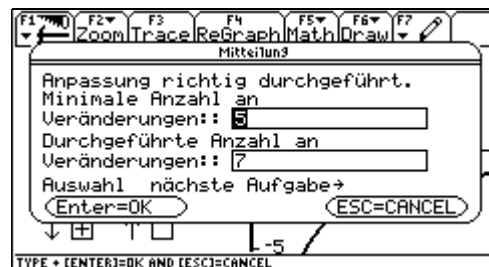 F1 F2 Zoom F3 Trace F4 ReGraph F5 Math F6 Draw F7
Mitteilung
Anpassung richtig durchgeführt.
Minimale Anzahl an
Veränderungen:: 5
Durchgeführte Anzahl an
Veränderungen:: 7
Auswahl nächste Aufgabe→
Enter=OK ESC=CANCEL
-5
TYPE + [ENTER]=OK AND [ESC]=CANCEL